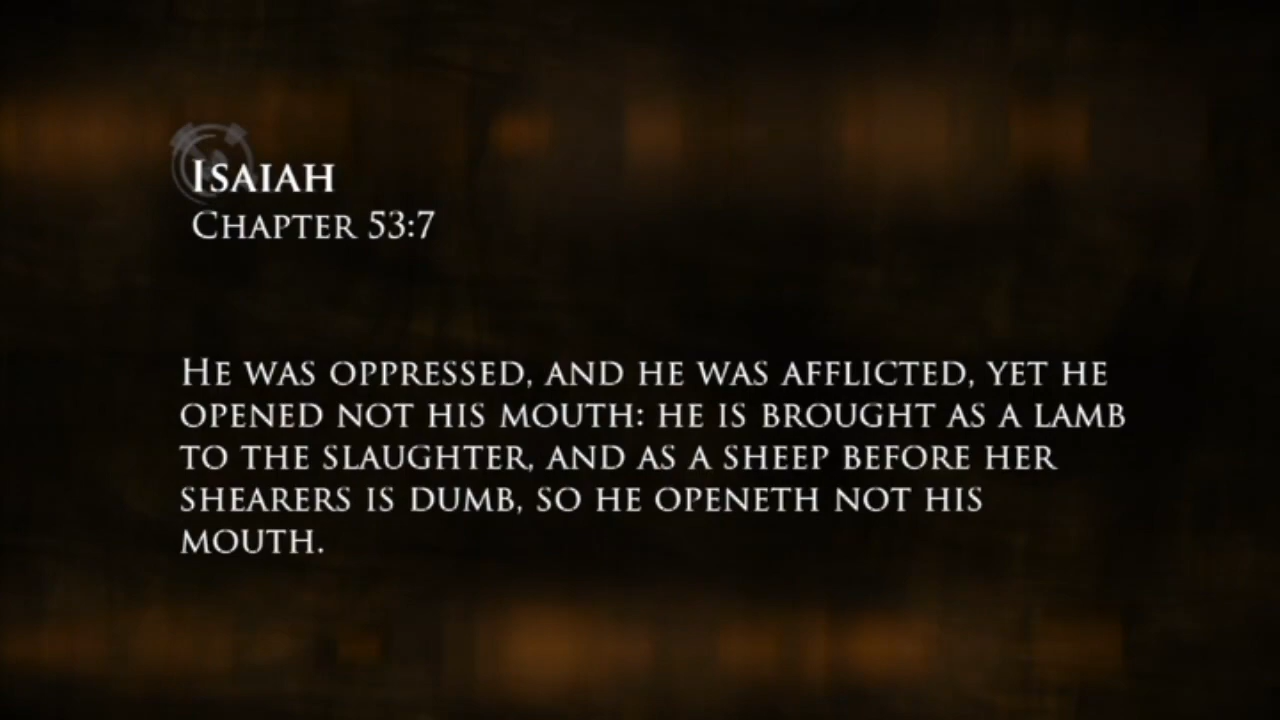 Isaiah
Chapter 53:7
He was oppressed, and he was afflicted, yet he
opened not his mouth: he is brought as a lamb
to the slaughter, and as a sheep before her
shearers is dumb, so he openeth not his
mouth.